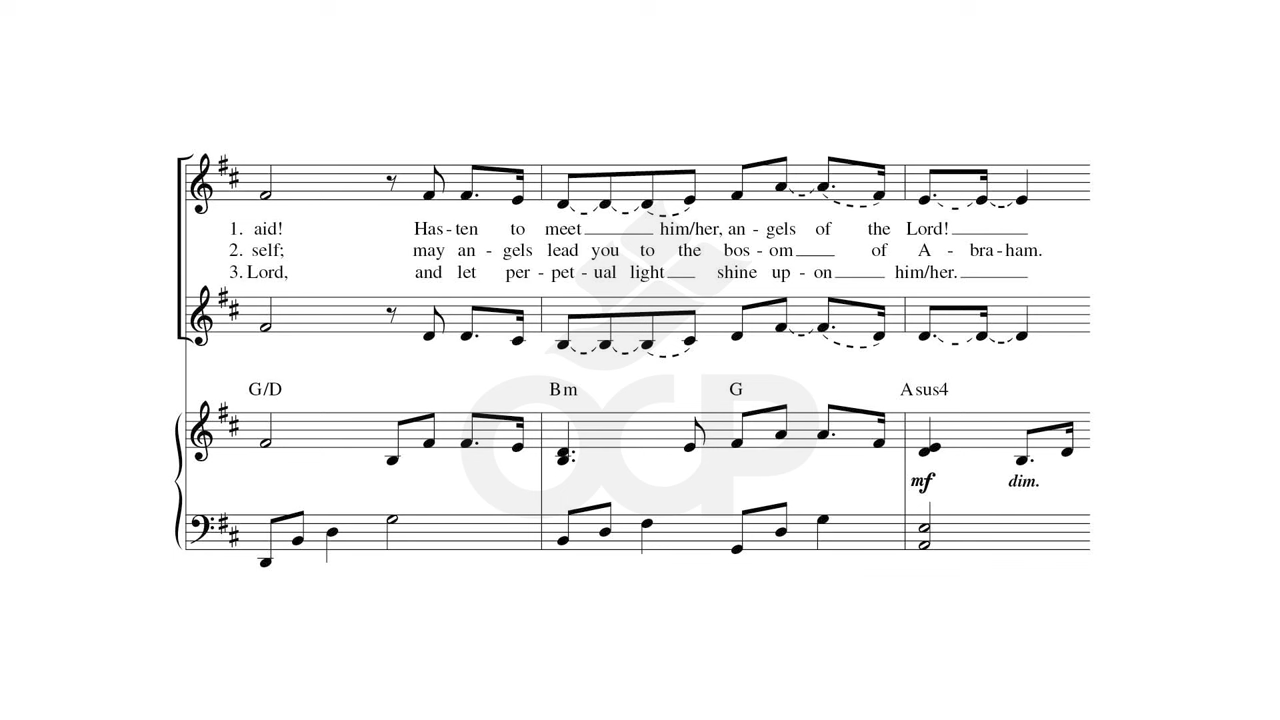 1. aid! Has - ten to meet him/her, an - gels of the Lord!
2. self; may an - gels lead you to the bos - om of A - bra - ham.
3. Lord, and let per - pet - ual light shine up - on him/her.
G/D Bm G Asus4
mf dim.
OCP